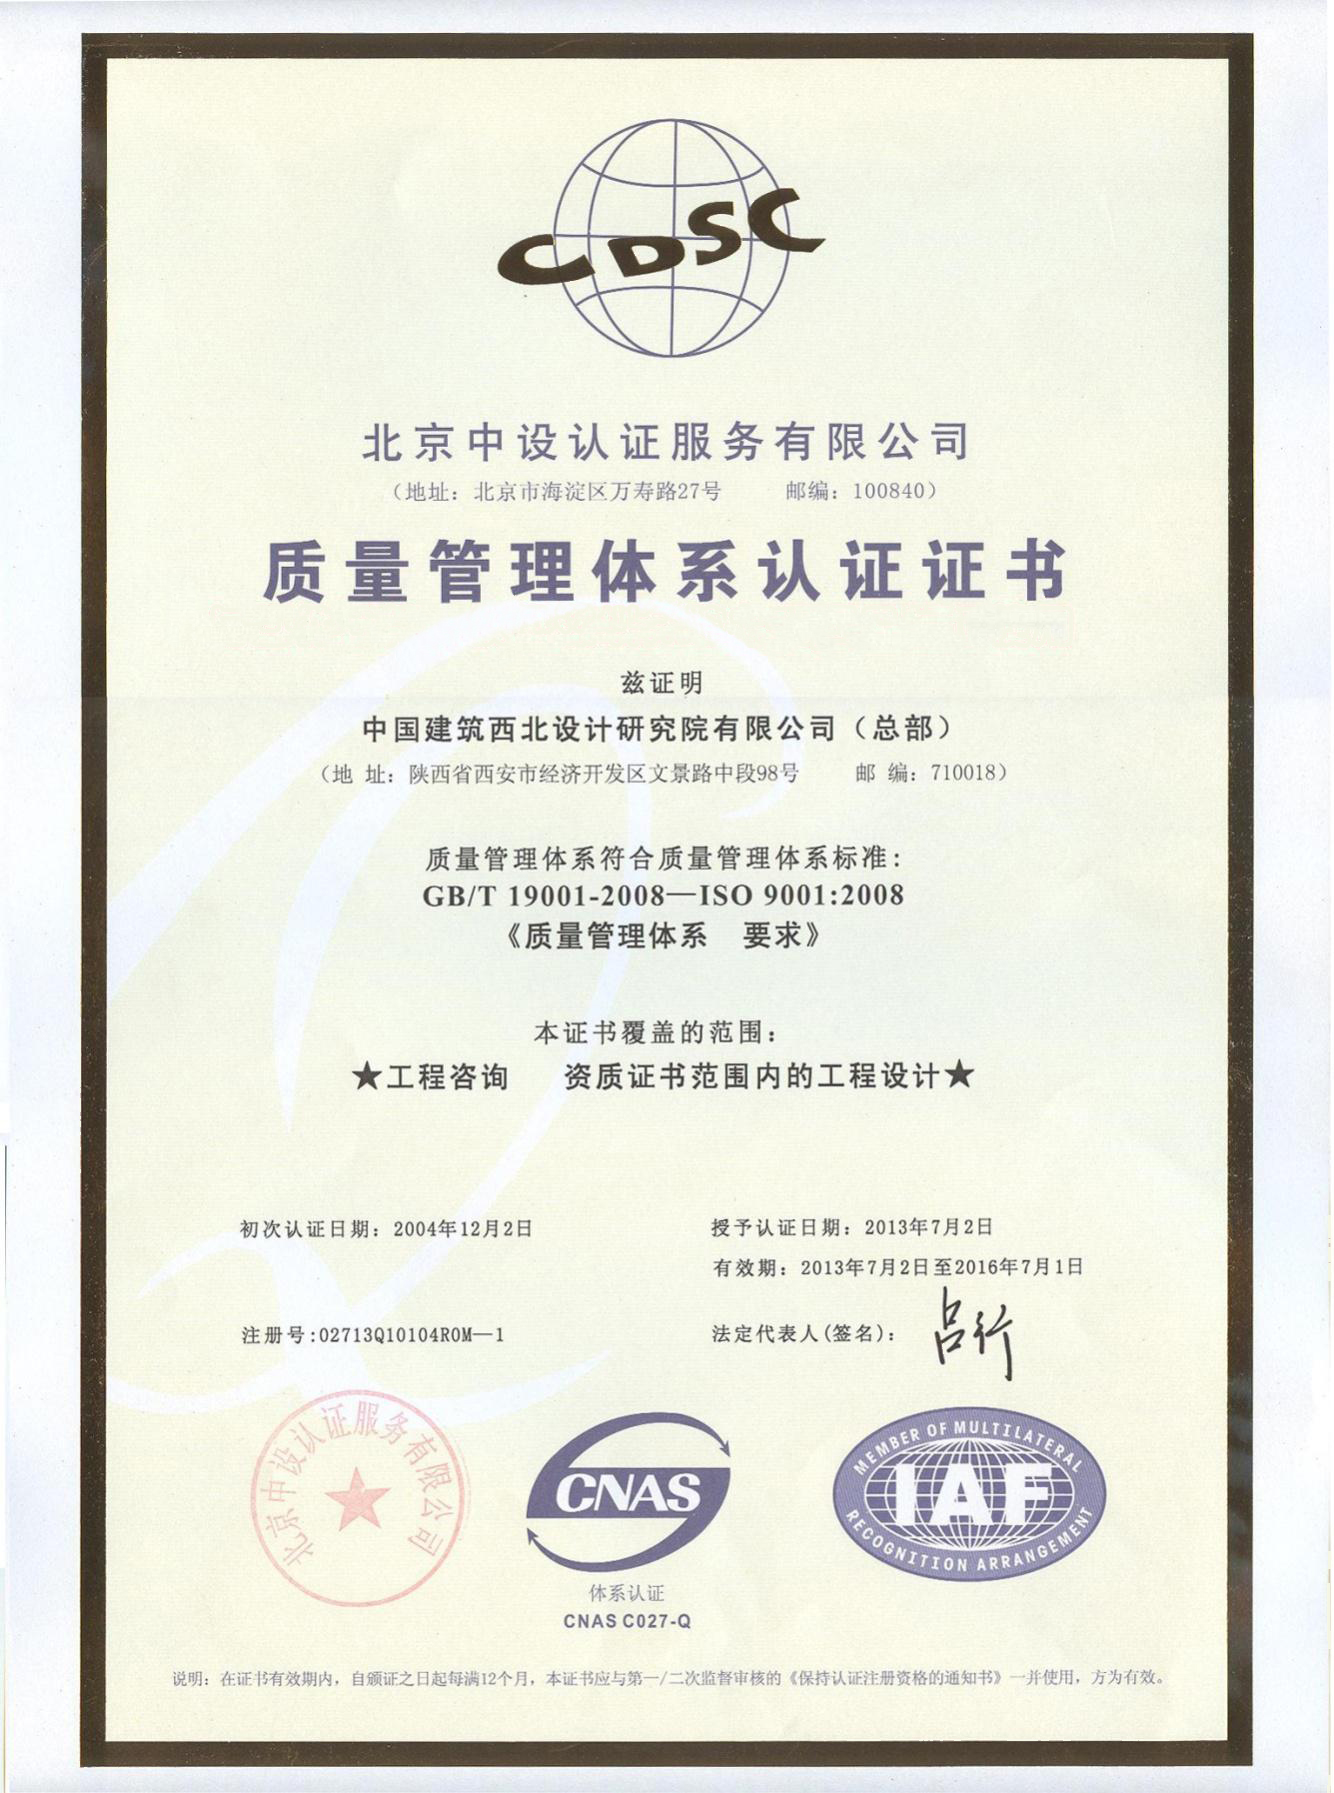 CDSC
北京中设认证服务有限公司
（地址：北京市海淀区万寿路27号 邮编：100840）
质量管理体系认证证书
兹证明
中国建筑西北设计研究院有限公司（总部）
（地 址：陕西省西安市经济开发区文景路中段98号 邮 编：710018）
质量管理体系符合质量管理体系标准：
GB/T 19001-2008—ISO 9001:2008
《质量管理体系 要求》
本证书覆盖的范围：
★工程咨询 资质证书范围内的工程设计★
初次认证日期：2004年12月2日
授予认证日期：2013年7月2日
有效期：2013年7月2日至2016年7月1日
注册号:02713Q10104R0M—1
法定代表人(签名)：
北京中设认证服务有限公司
CNAS
体系认证
CNAS C027-Q
MEMBER OF MULTILATERAL
IAF
RECOGNITION ARRANGEMENT
说明：在证书有效期内，自颁证之日起每满12个月，本证书应与第一/二次监督审核的《保持认证注册资格的通知书》一并使用，方为有效。